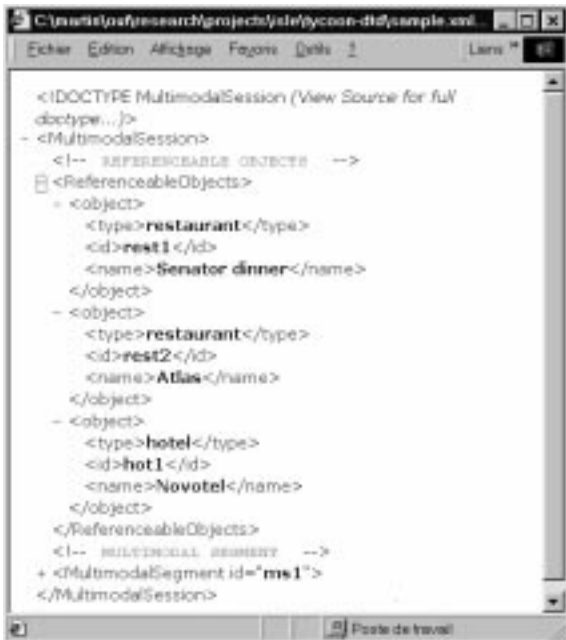 C:\martin\ouf\research\projects\isle\tycoon-dtd\sample.xml...
Fichier Edition Affichage Favoris Outils ? Liens »
<!DOCTYPE MultimodalSession (View Source for full
doctype...)>
- <MultimodalSession>
<!-- REFERENCEABLE OBJECTS -->
- <ReferenceableObjects>
- <object>
<type>restaurant</type>
<id>rest1</id>
<name>Senator dinner</name>
</object>
- <object>
<type>restaurant</type>
<id>rest2</id>
<name>Atlas</name>
</object>
- <object>
<type>hotel</type>
<id>hot1</id>
<name>Novotel</name>
</object>
</ReferenceableObjects>
<!-- MULTIMODAL SEGMENT -->
+ <MultimodalSegment id="ms1">
</MultimodalSession>
Poste de travail